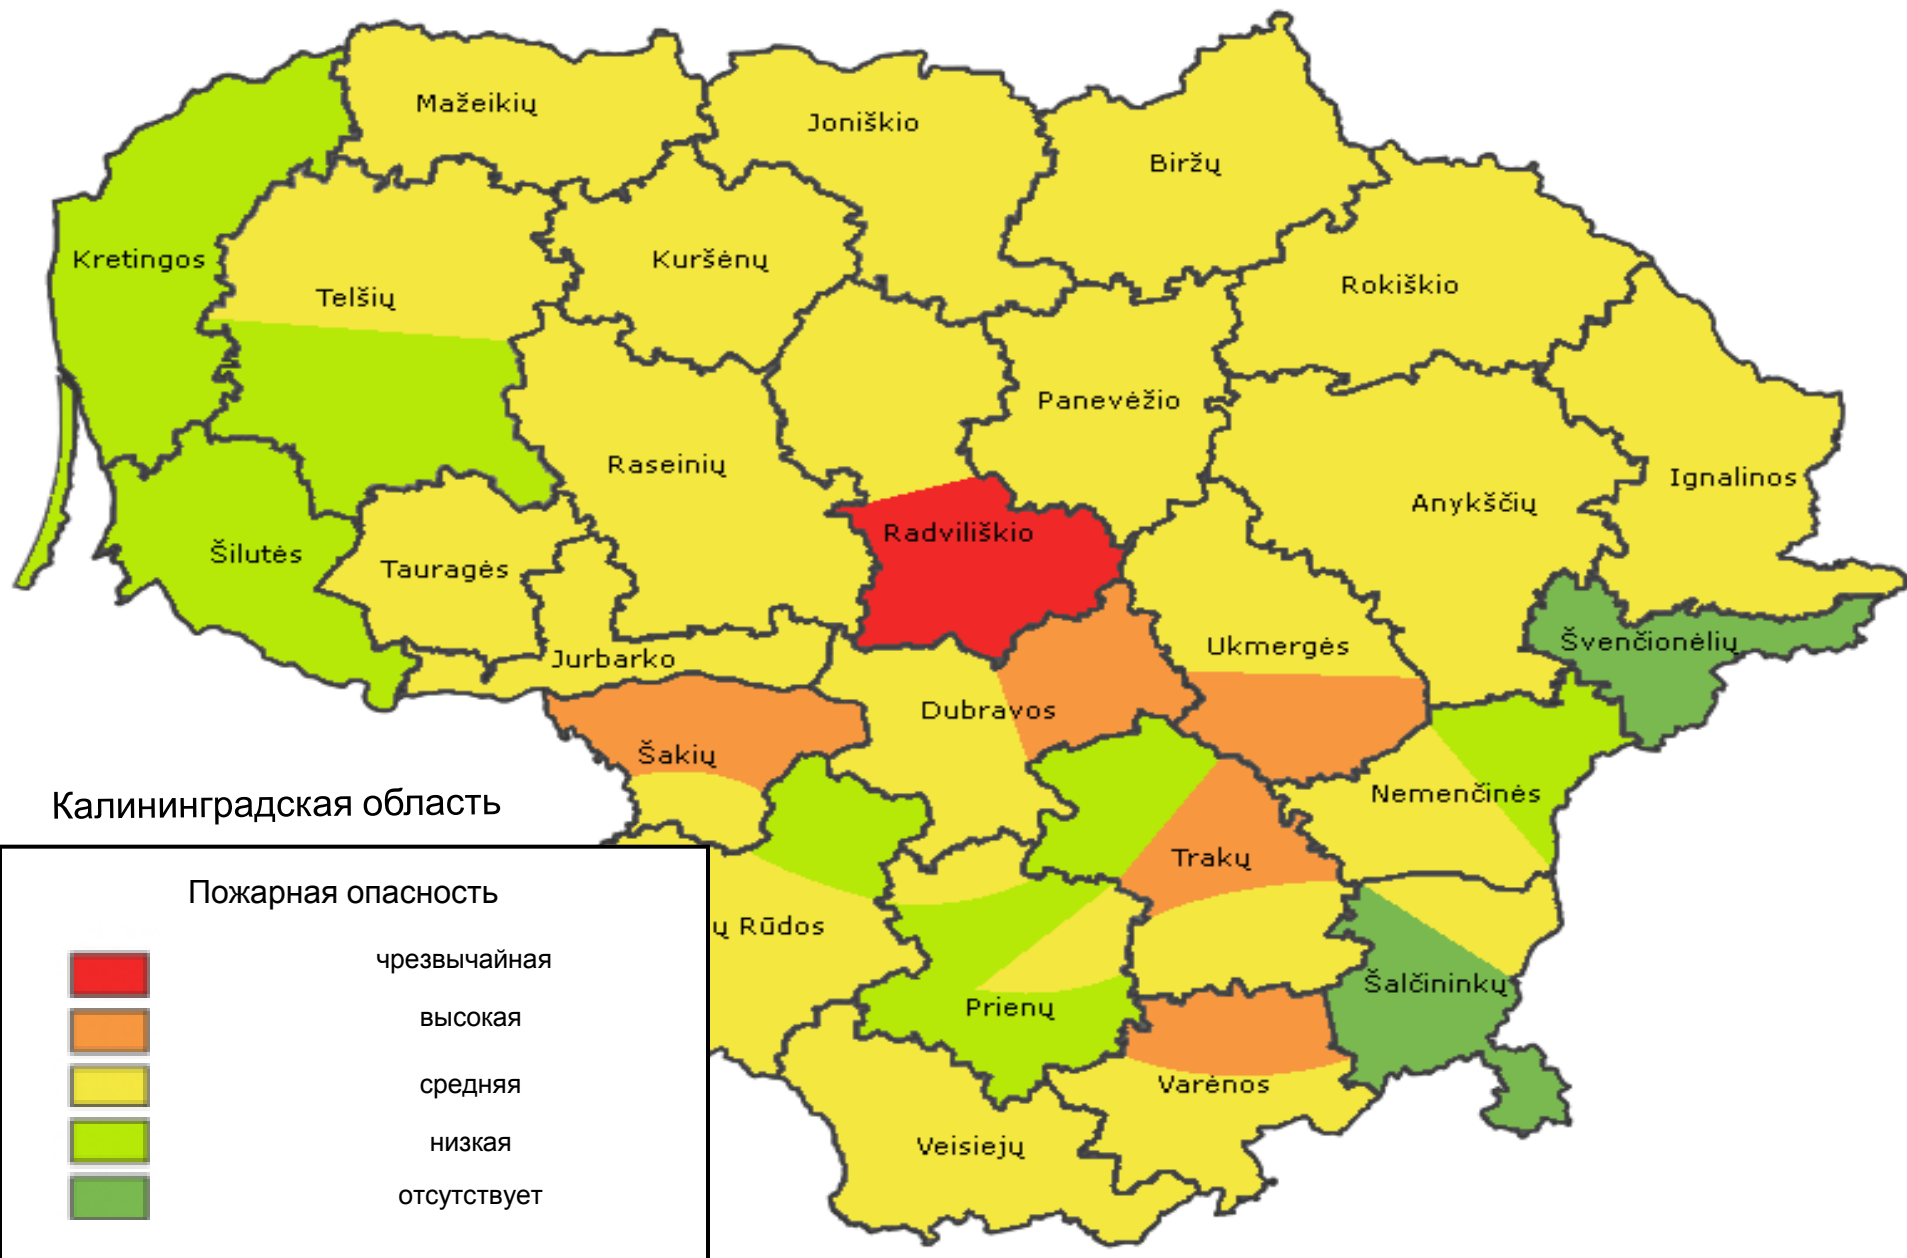 Mažeikių
Joniškio
Biržų
Kretingos
Telšių
Kuršėnų
Rokiškio
Panevėžio
Raseinių
Ignalinos
Anykščių
Radviliškio
Šilutės
Tauragės
Švenčionėlių
Ukmergės
Jurbarko
Dubravos
Šakių
Nemenčinės
Калининградская область
Trakų
Пожарная опасность
ų Rūdos
чрезвычайная
Šalčininkų
Prienų
высокая
средняя
Varėnos
низкая
Veisiejų
отсутствует